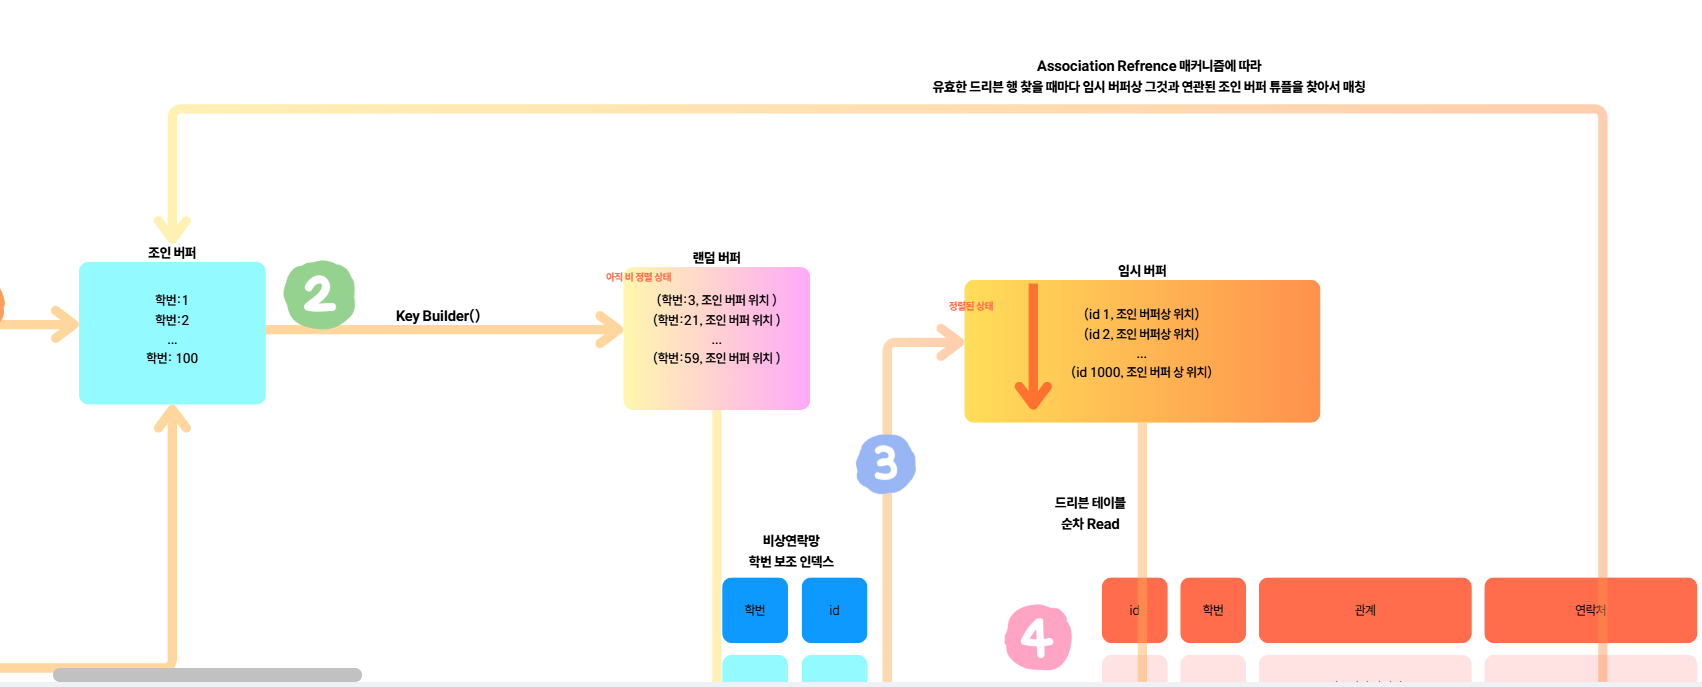 Association Refrence 매커니즘에 따라
유효한 드리븐 행 찾을 때마다 임시 버퍼상 그것과 연관된 조인 버퍼 튜플을 찾아서 매칭
조인 버퍼
학번:1
학번:2
...
학번: 100
2
Key Builder()
랜덤 버퍼
아직 비 정렬 상태
(학번:3, 조인 버퍼 위치 )
(학번:21, 조인 버퍼 위치 )
...
(학번:59, 조인 버퍼 위치 )
임시 버퍼
정렬된 상태
(id 1, 조인 버퍼상 위치)
(id 2, 조인 버퍼상 위치)
...
(id 1000, 조인 버퍼 상 위치)
3
드리븐 테이블
순차 Read
비상연락망
학번 보조 인덱스
학번
id
4
id
학번
관계
연락처